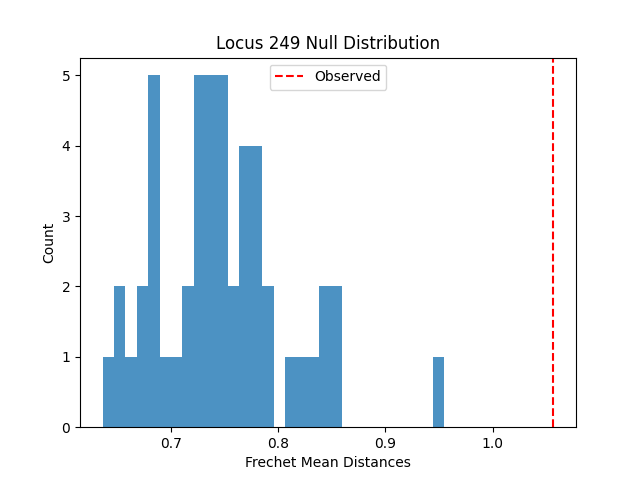 Locus 249 Null Distribution
Observed
5
4
3
2
1
0
Count
0.7 0.8 0.9 1.0
Frechet Mean Distances